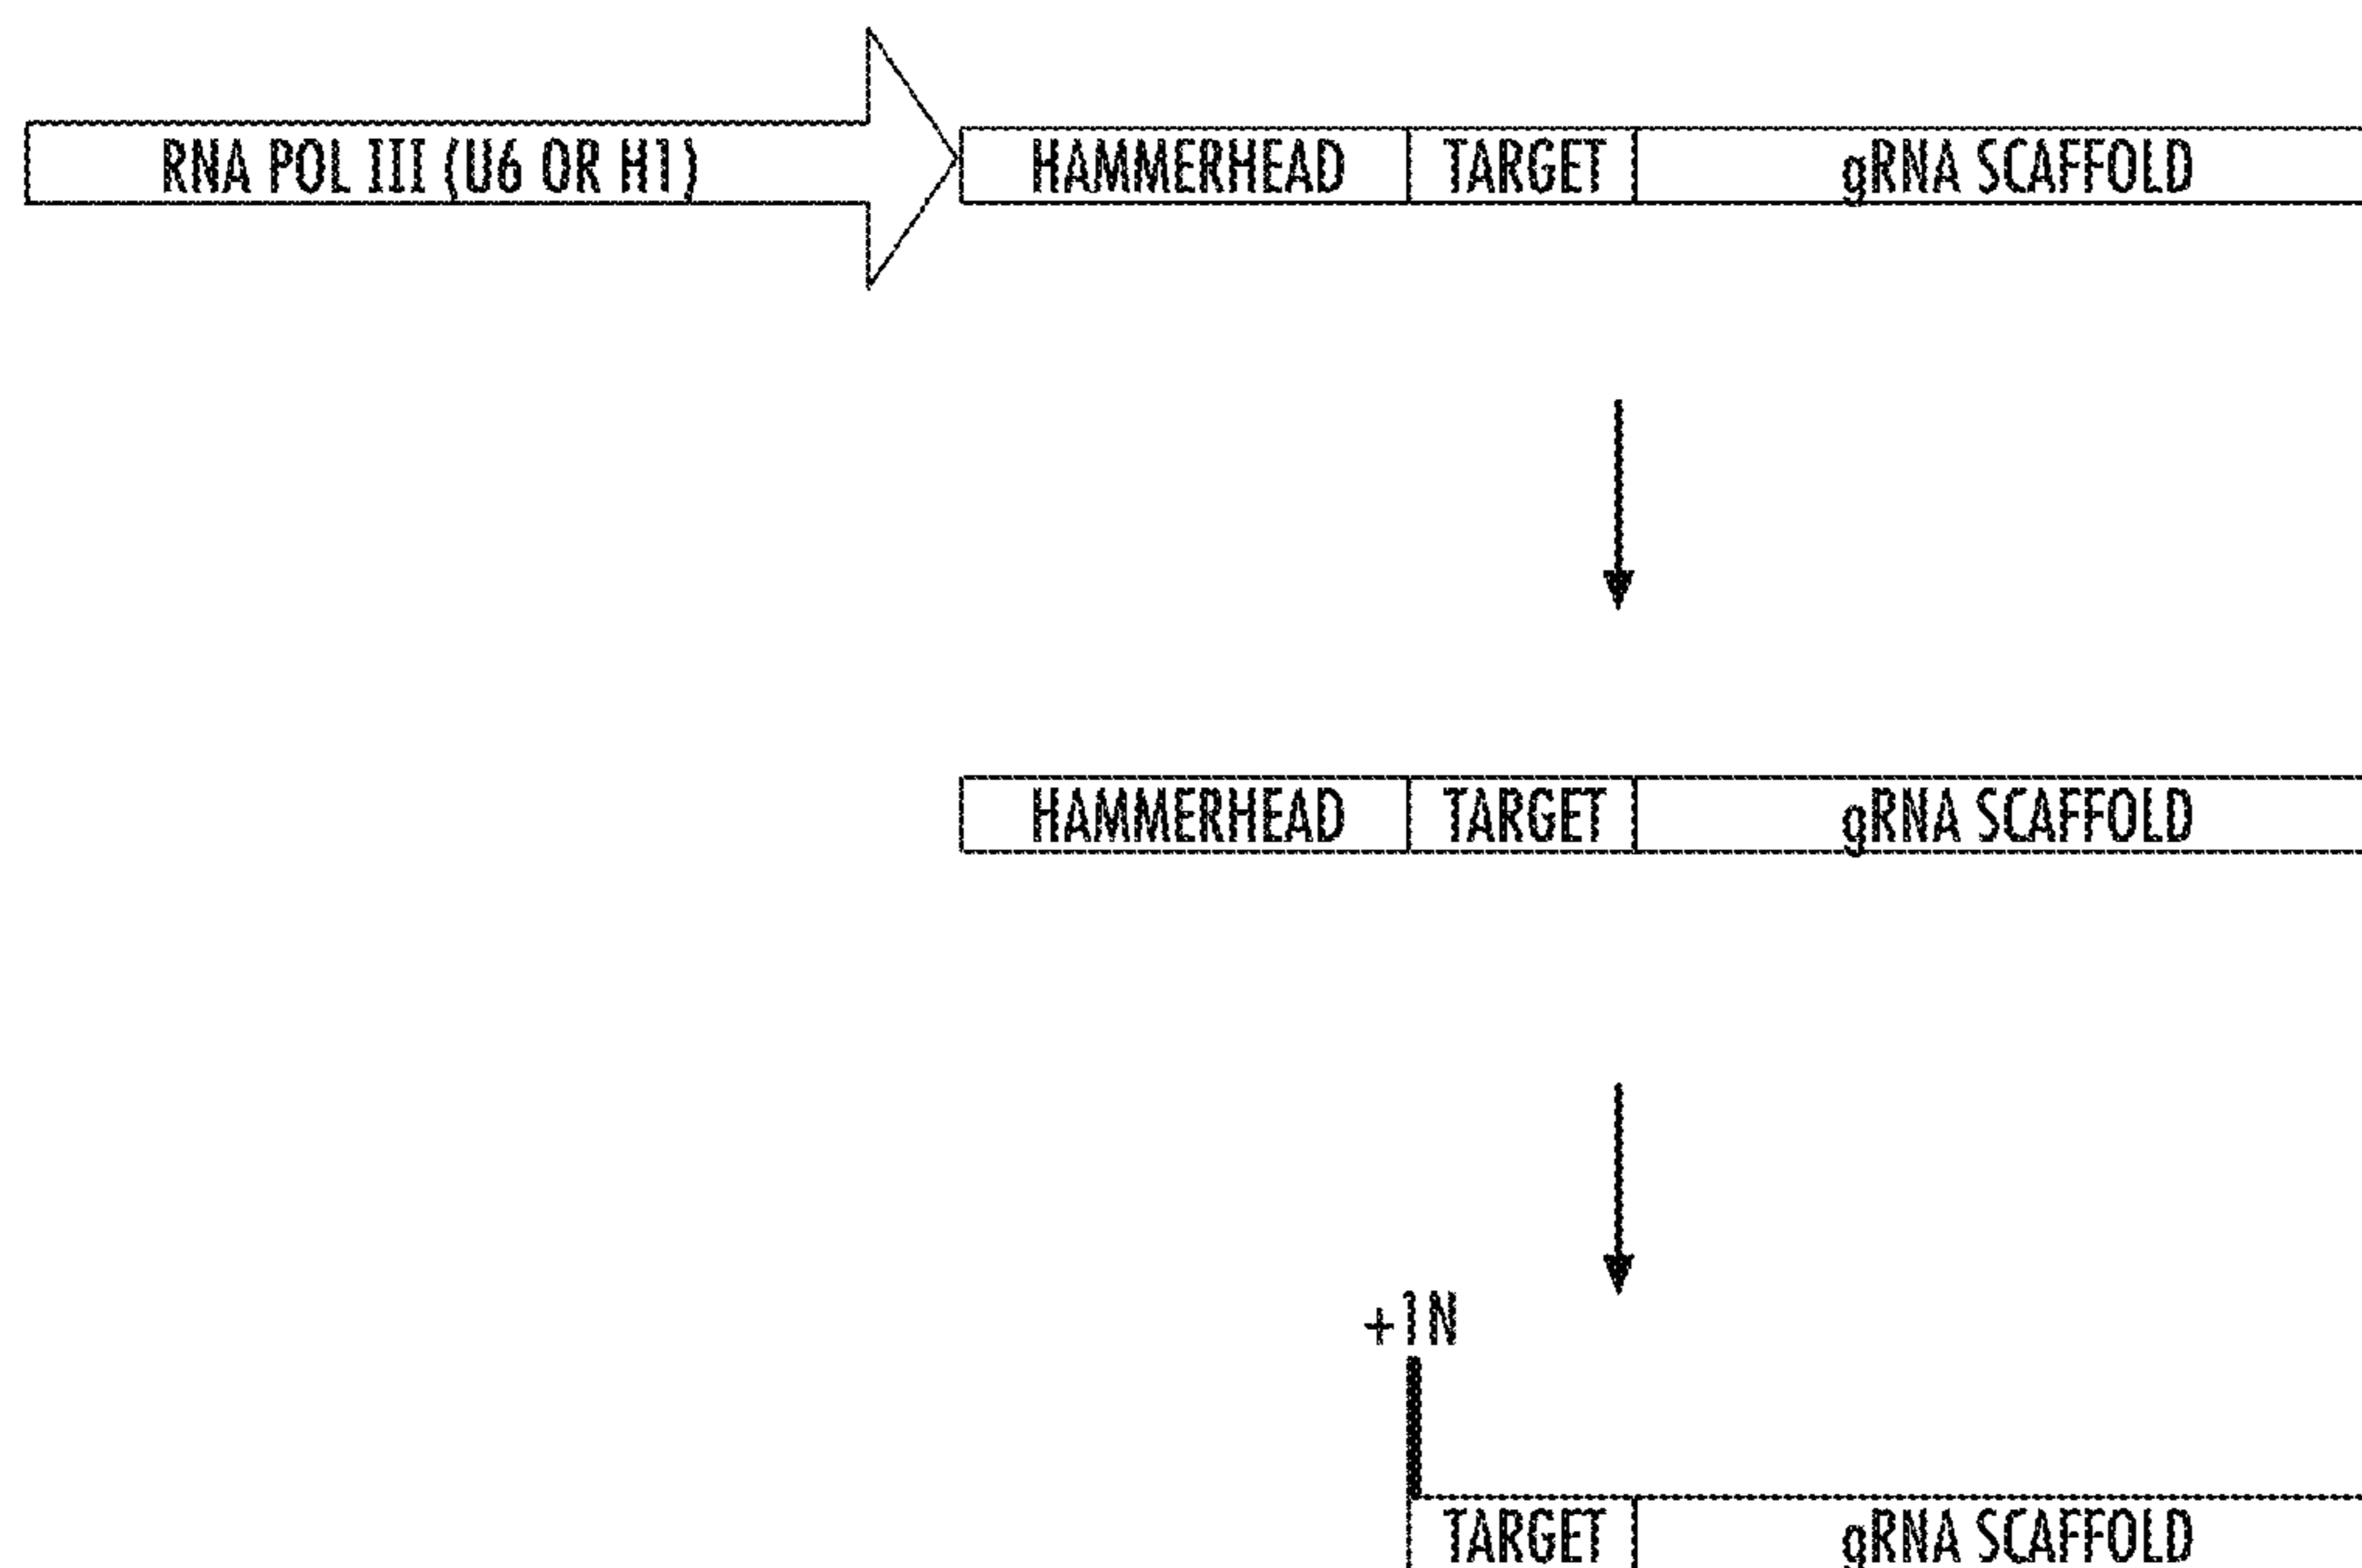 RNA POL III (U6 OR H1) HAMMERHEAD TARGET gRNA SCAFFOLD
HAMMERHEAD TARGET gRNA SCAFFOLD
+1N
TARGET gRNA SCAFFOLD